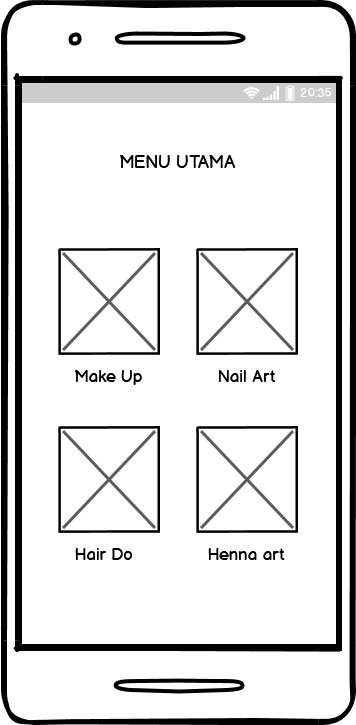 20:35
MENU UTAMA
Make Up
Nail Art
Hair Do
Henna art